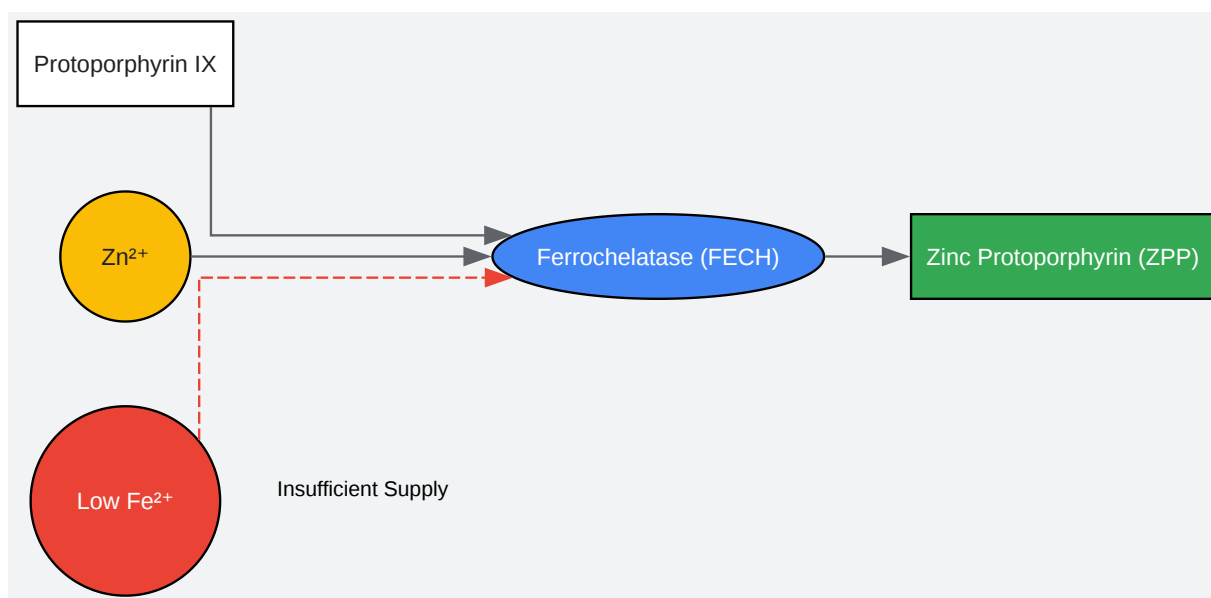 Protoporphyrin IX
Zn²⁺
Ferrochelatase (FECH)
Zinc Protoporphyrin (ZPP)
Low Fe²⁺
Insufficient Supply